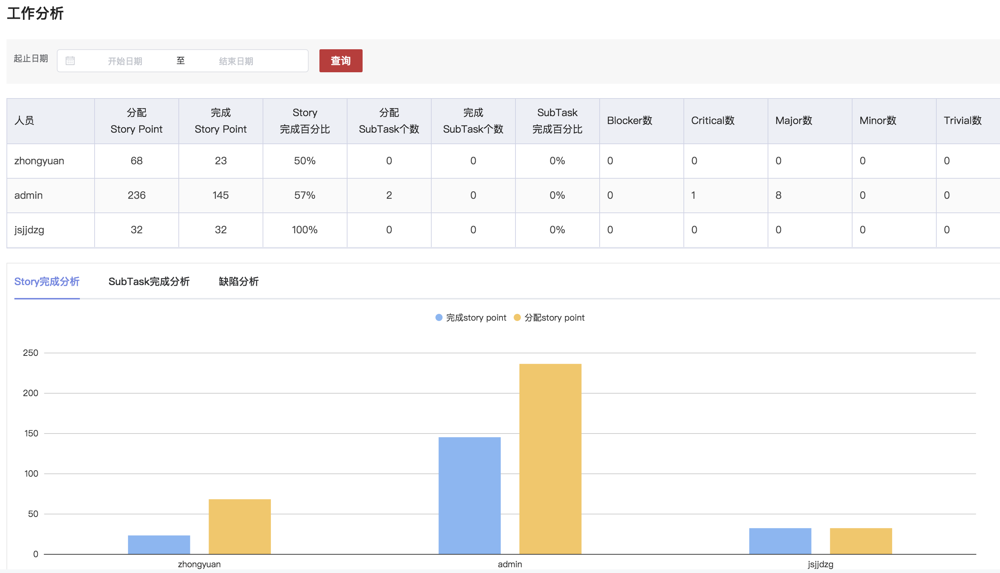 工作分析
起止日期 开始日期 至 结束日期 查询
人员 分配 Story Point 完成 Story Point Story 完成百分比 分配 SubTask个数 完成 SubTask个数 SubTask 完成百分比 Blocker数 Critical数 Major数 Minor数 Trivial数
zhongyuan 68 23 50% 0 0 0% 0 0 0 0 0
admin 236 145 57% 2 0 0% 0 1 8 0 0
jsjjdzg 32 32 100% 0 0 0% 0 0 0 0 0
Story完成分析 SubTask完成分析 缺陷分析
完成story point 分配story point
250
200
150
100
50
0
zhongyuan admin jsjjdzg